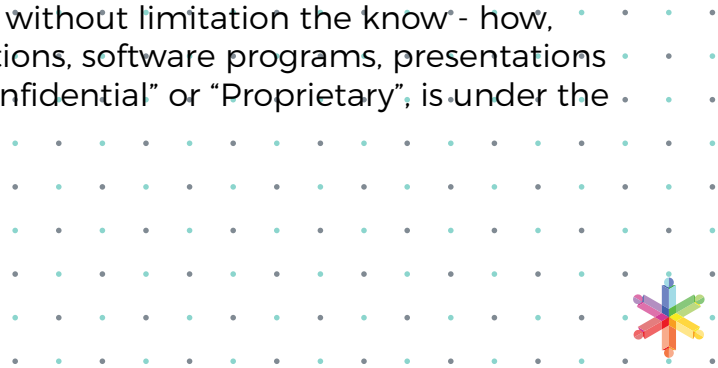 without limitation the know - how,
tions, software programs, presentations
nfidential” or “Proprietary”, is under the